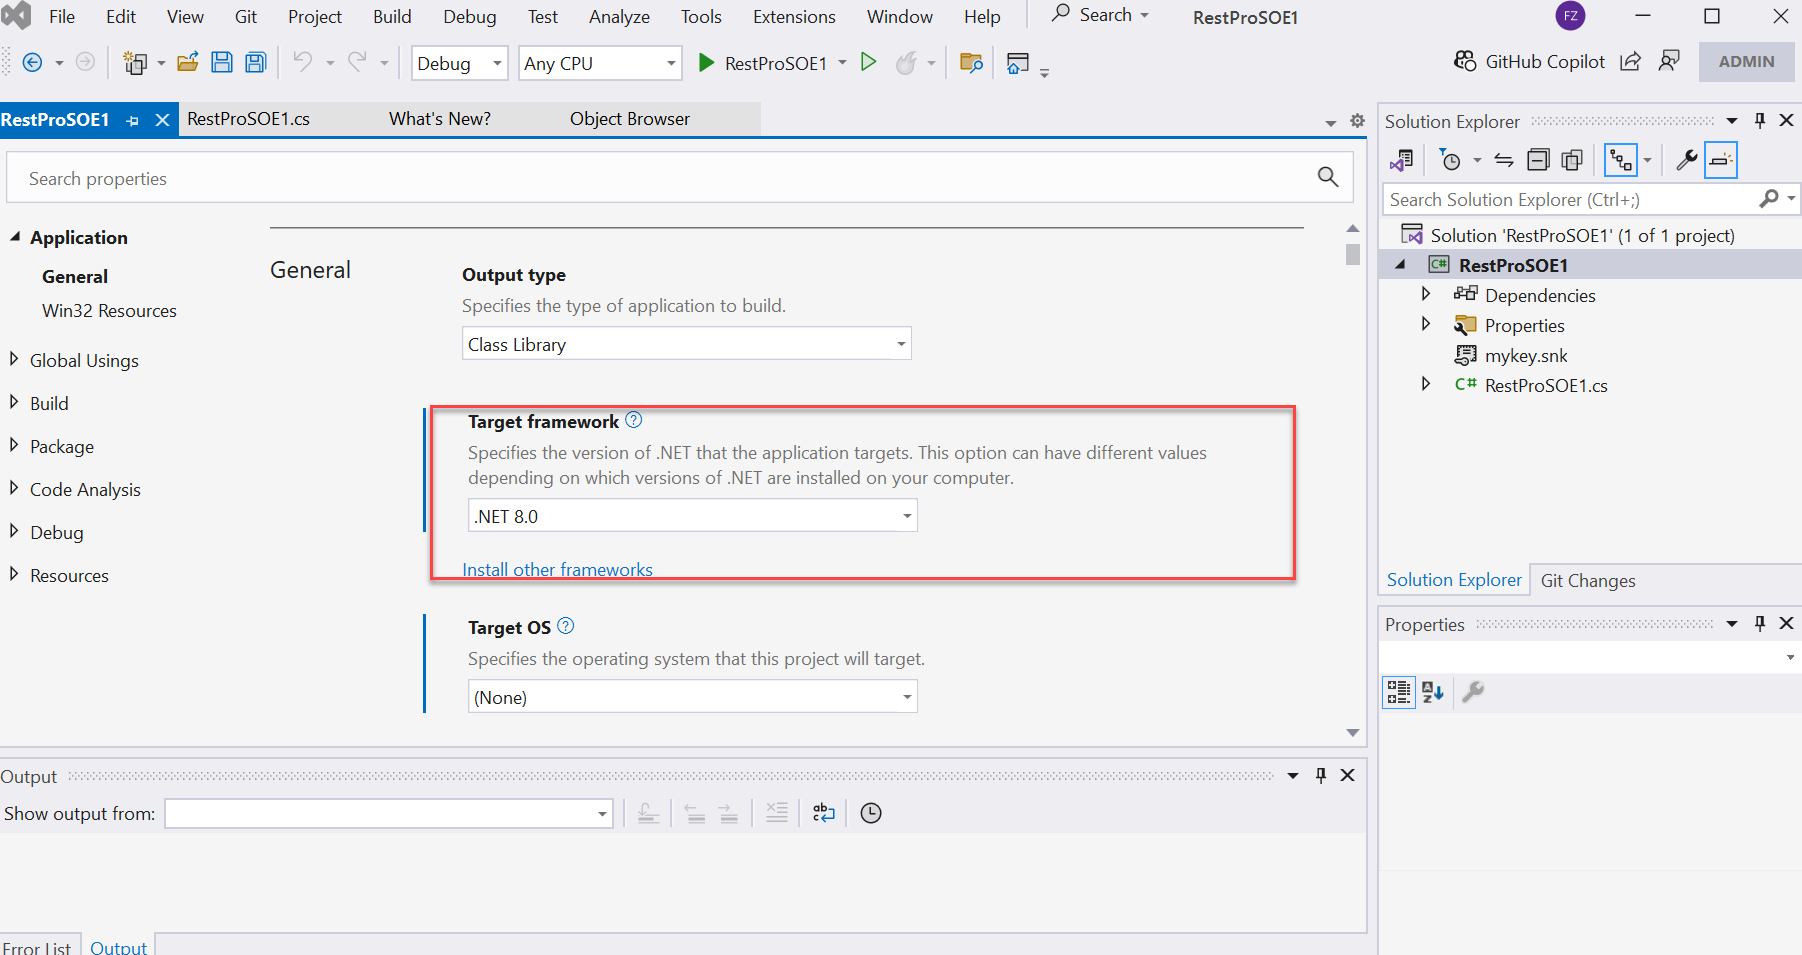 File Edit View Git Project Build Debug Test Analyze Tools Extensions Window Help Search RestProSOE1 FZ
Debug Any CPU RestProSOE1 GitHub Copilot ADMIN
RestProSOE1 RestProSOE1.cs What's New? Object Browser
Search properties
Application
General
Win32 Resources
Global Usings
Build
Package
Code Analysis
Debug
Resources
General
Output type
Specifies the type of application to build.
Class Library
Target framework
Specifies the version of .NET that the application targets. This option can have different values
depending on which versions of .NET are installed on your computer.
.NET 8.0
Install other frameworks
Target OS
Specifies the operating system that this project will target.
(None)
Output
Show output from:
Error List Output
Solution Explorer
Search Solution Explorer (Ctrl+;)
Solution 'RestProSOE1' (1 of 1 project)
C# RestProSOE1
Dependencies
Properties
mykey.snk
C# RestProSOE1.cs
Solution Explorer Git Changes
Properties